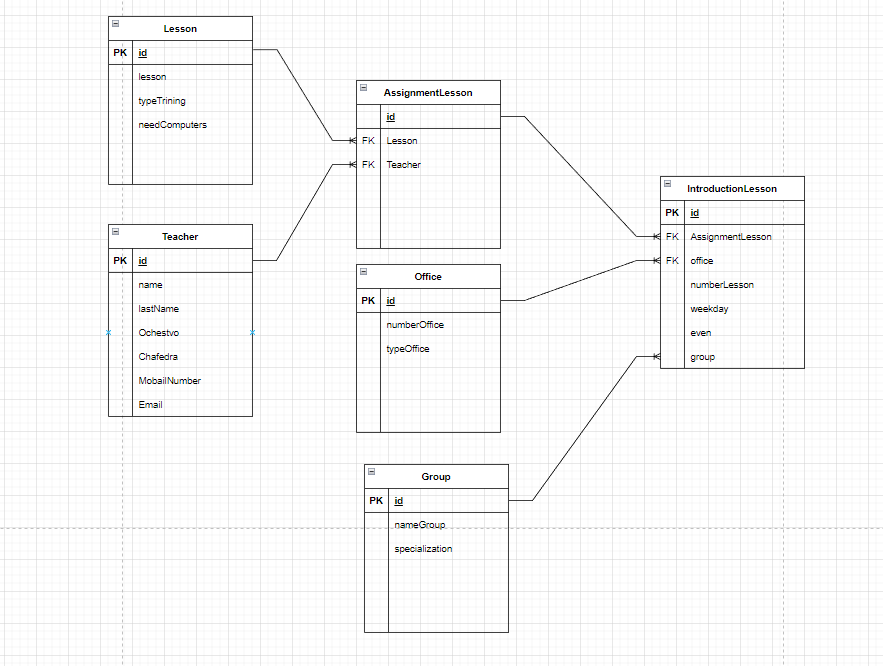 Lesson
PK id
lesson
typeTrining
needComputers
Teacher
PK id
name
lastName
Ochestvo
Chafedra
MobailNumber
Email
AssignmentLesson
id
FK Lesson
FK Teacher
Office
PK id
numberOffice
typeOffice
Group
PK id
nameGroup
specialization
IntroductionLesson
PK id
FK AssignmentLesson
FK office
numberLesson
weekday
even
group